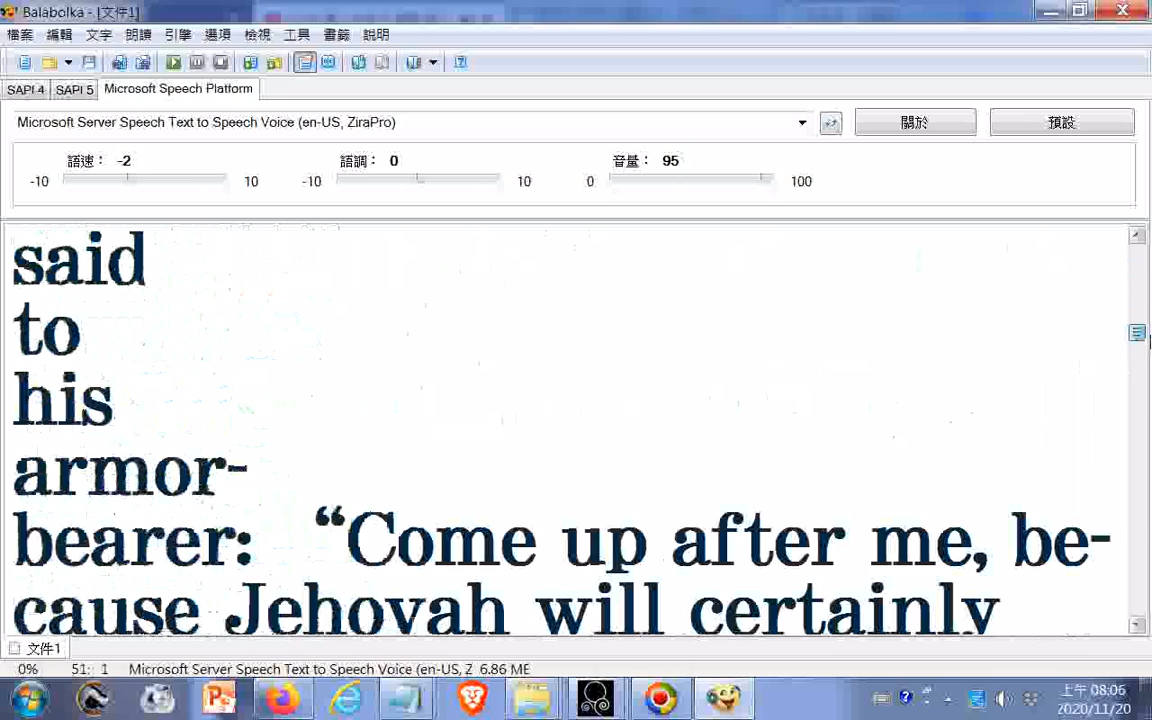 Balabolka - [文件1]
檔案 編輯 文字 朗讀 引擎 選項 檢視 工具 書籤 說明
SAPI 4 SAPI 5 Microsoft Speech Platform
Microsoft Server Speech Text to Speech Voice (en-US, ZiraPro) 關於 預設
語速： -2 語調： 0 音量： 95
-10 10 -10 10 0 100
said
to
his
armor-
bearer: “Come up after me, be-
cause Jehovah will certainly
文件1
0% 51: 1 Microsoft Server Speech Text to Speech Voice (en-US, Z 6.86 ME
上午 08:06
2020/11/20